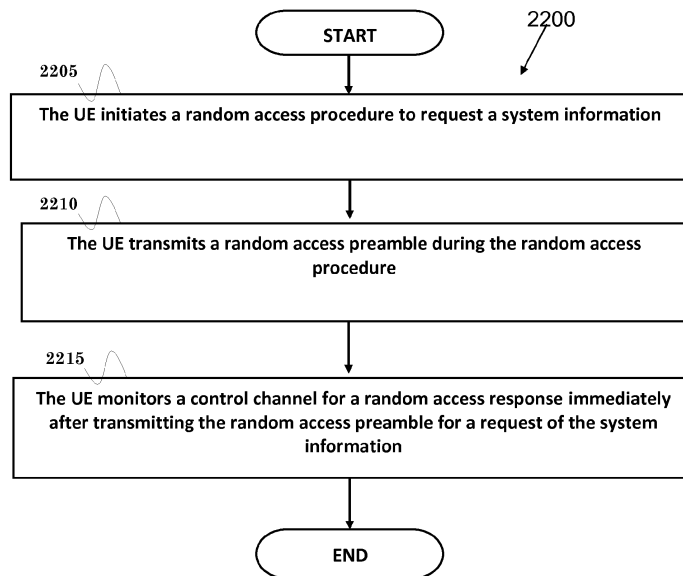 START
2200
2205
The UE initiates a random access procedure to request a system information
2210
The UE transmits a random access preamble during the random access
procedure
2215
The UE monitors a control channel for a random access response immediately
after transmitting the random access preamble for a request of the system
information
END